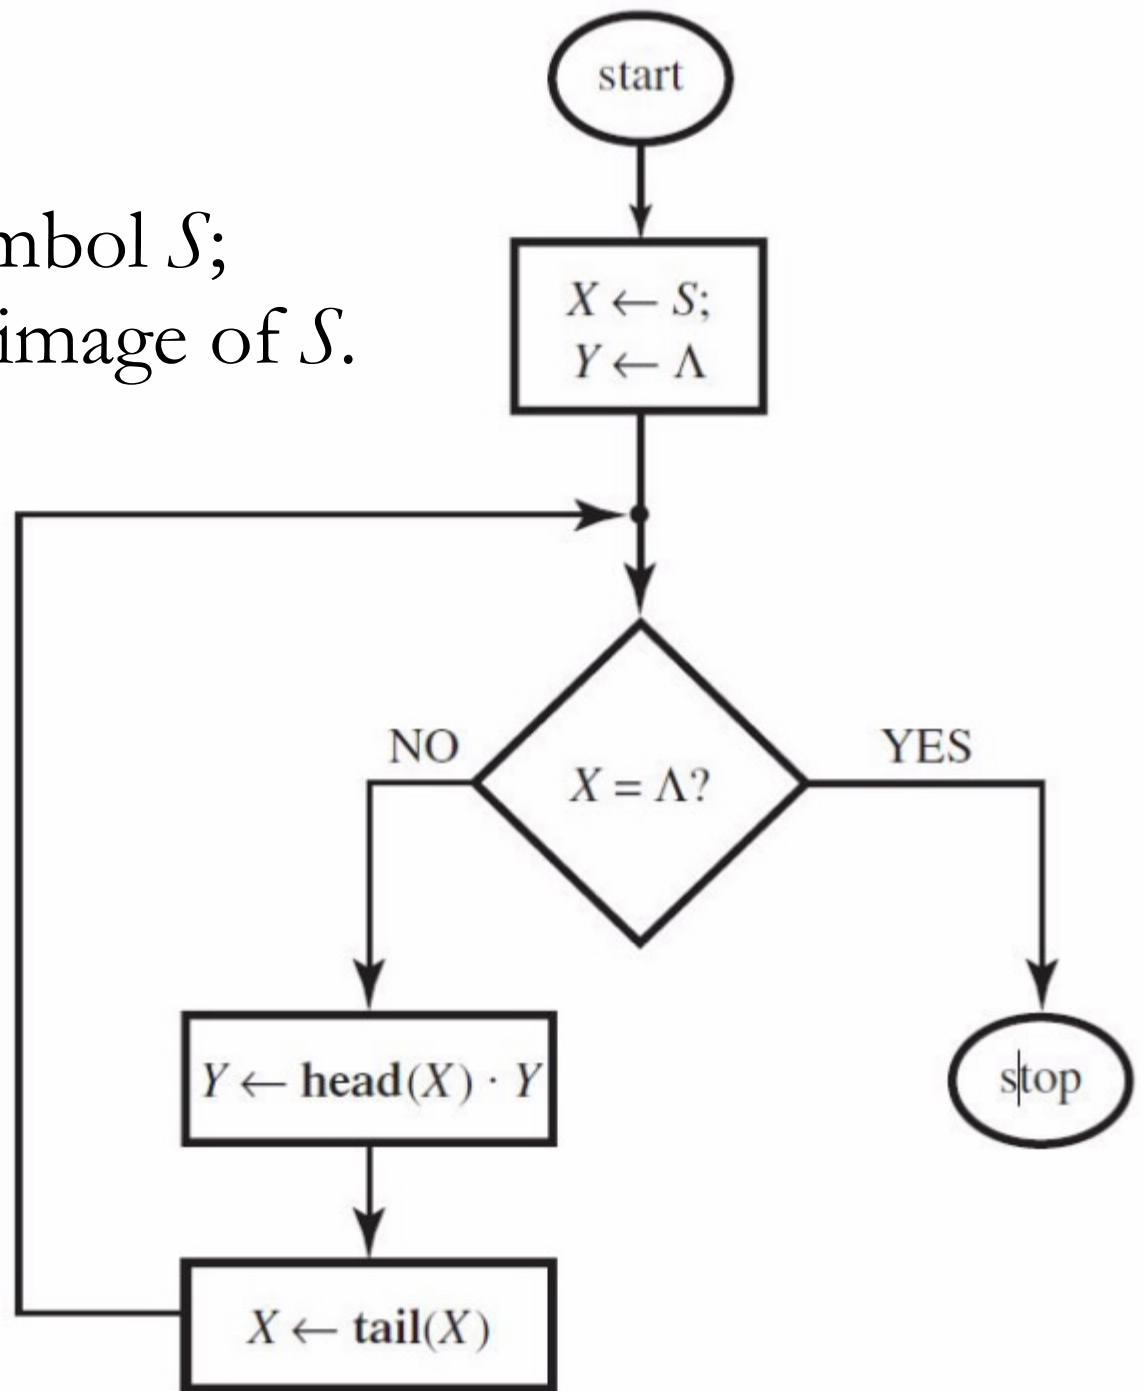 start
mbol S;
image of S.
X ← S;
Y ← Λ
NO
X = Λ?
YES
Y ← head(X) · Y
stop
X ← tail(X)